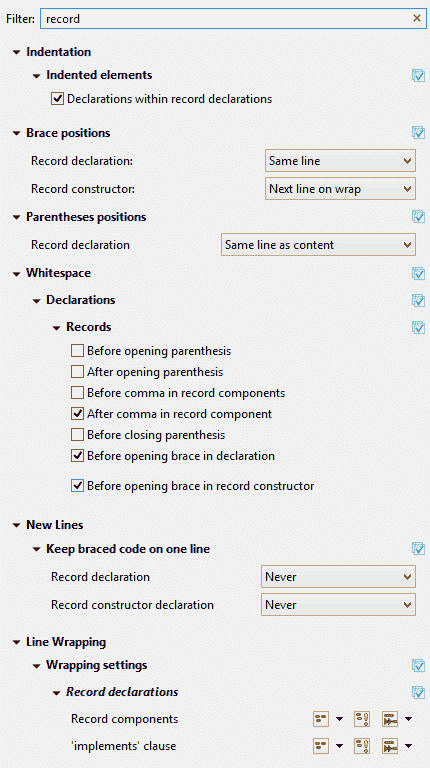 Filter: record
Indentation
Indented elements
Declarations within record declarations
Brace positions
Record declaration: Same line
Record constructor: Next line on wrap
Parentheses positions
Record declaration Same line as content
Whitespace
Declarations
Records
Before opening parenthesis
After opening parenthesis
Before comma in record components
After comma in record component
Before closing parenthesis
Before opening brace in declaration
Before opening brace in record constructor
New Lines
Keep braced code on one line
Record declaration Never
Record constructor declaration Never
Line Wrapping
Wrapping settings
Record declarations
Record components
'implements' clause